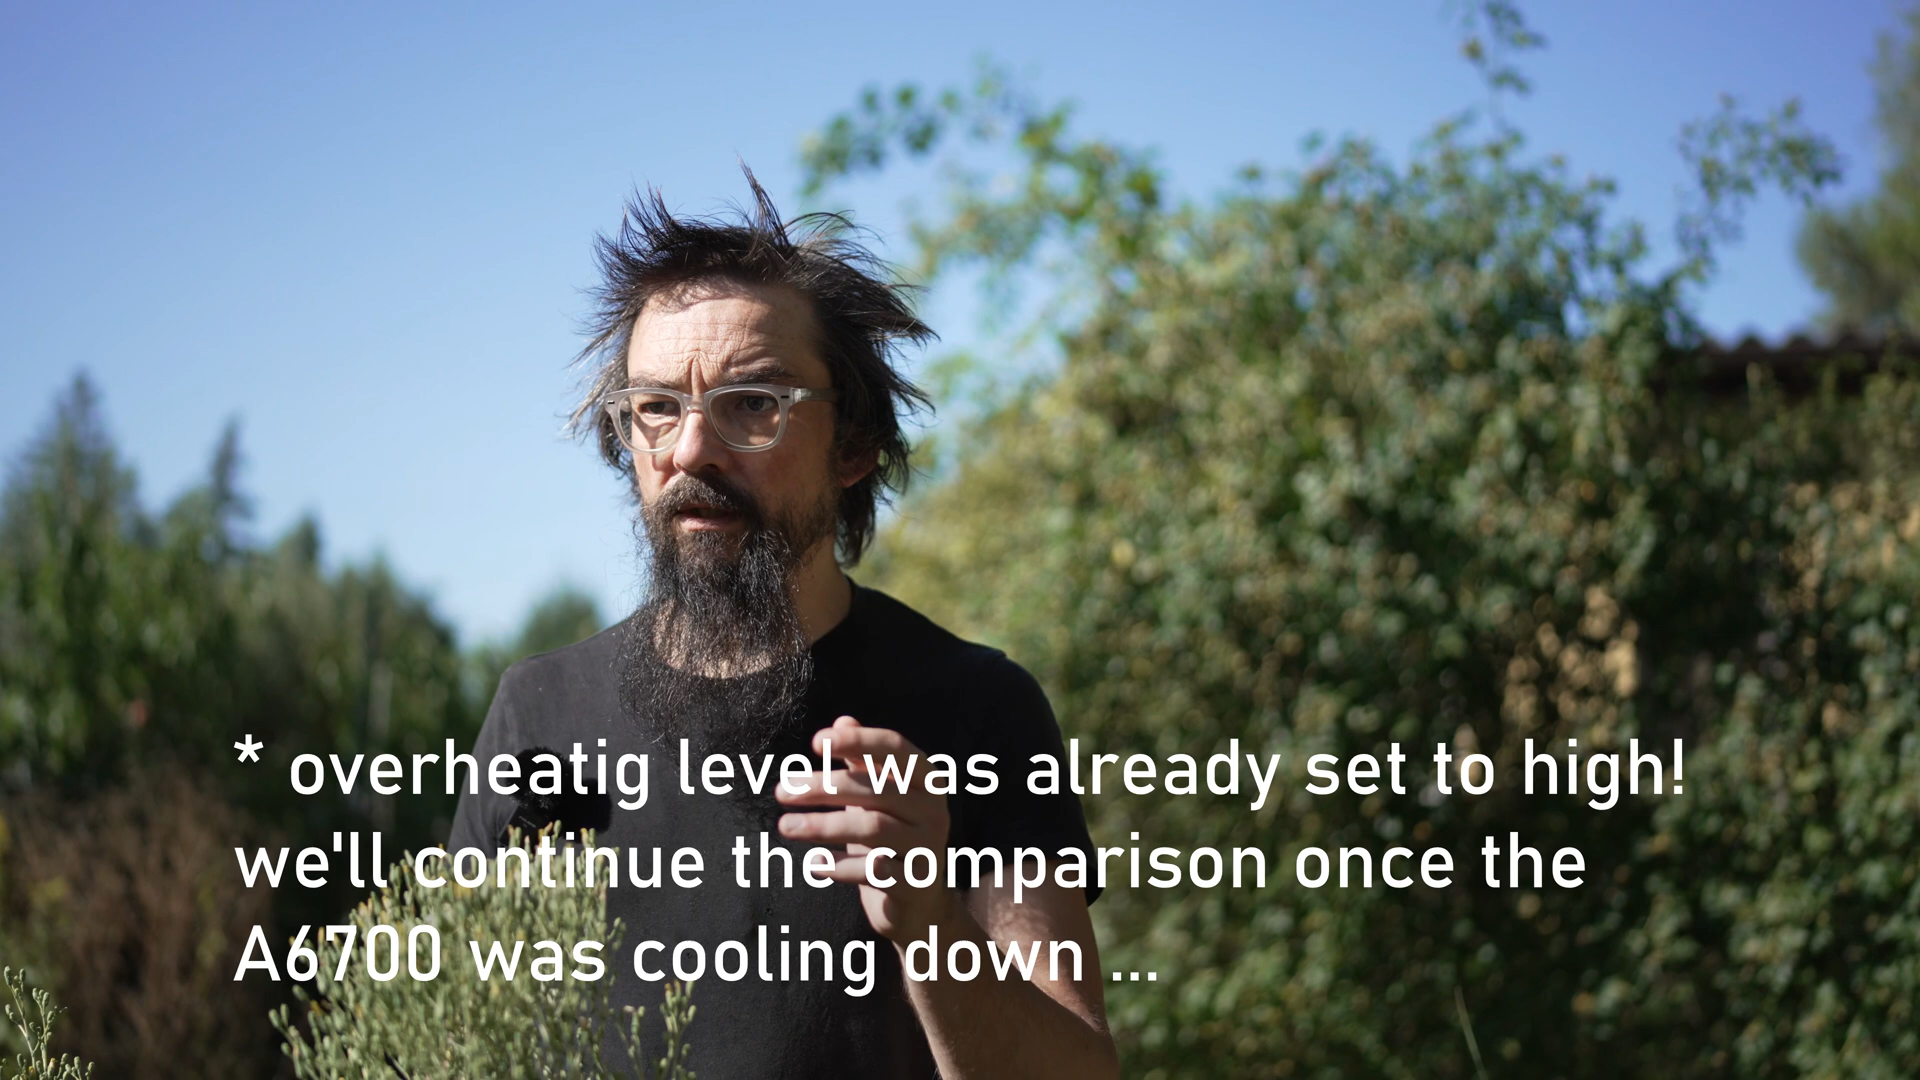 * overheatig level was already set to high!
we'll continue the comparison once the
A6700 was cooling down ...